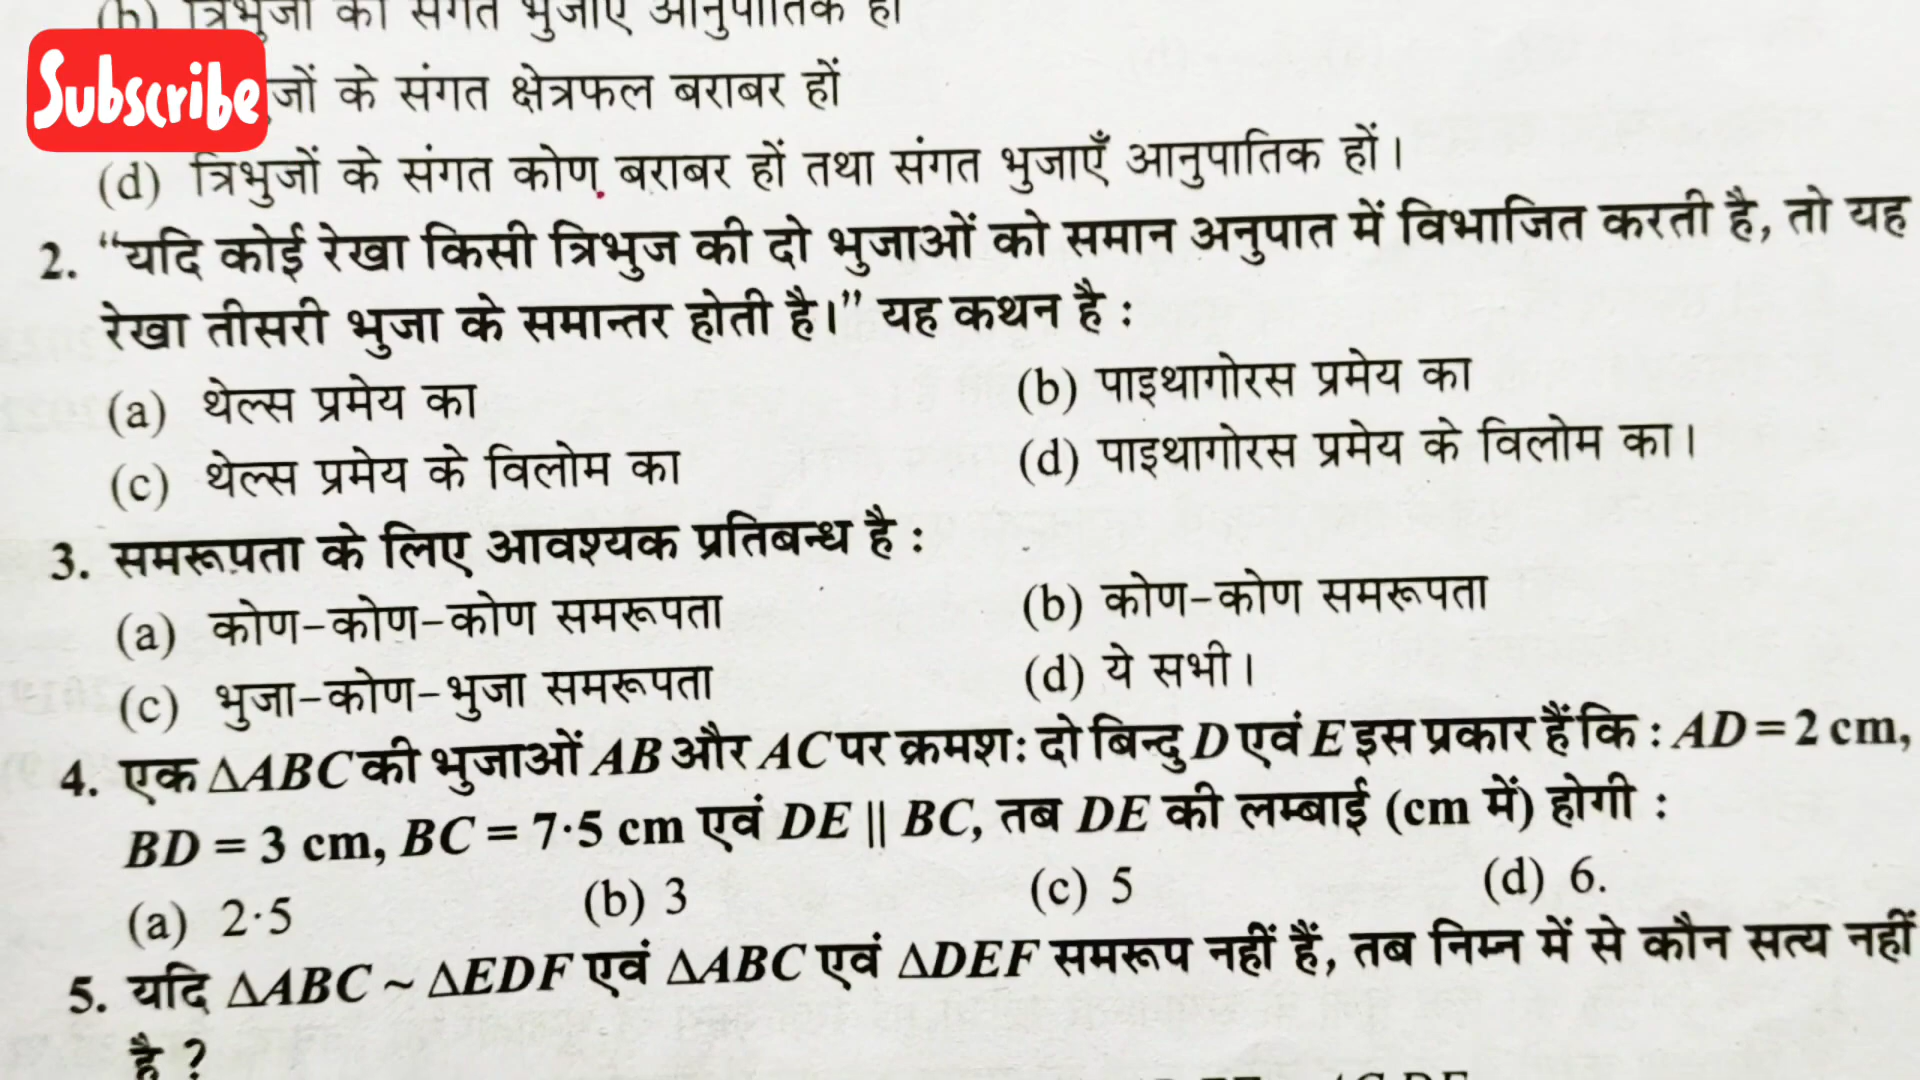 (b) त्रिभुजों की संगत भुजाएँ आनुपातिक हों
Subscribe
जों के संगत क्षेत्रफल बराबर हों
(d) त्रिभुजों के संगत कोण बराबर हों तथा संगत भुजाएँ आनुपातिक हों।
2. “यदि कोई रेखा किसी त्रिभुज की दो भुजाओं को समान अनुपात में विभाजित करती है, तो यह
रेखा तीसरी भुजा के समान्तर होती है।” यह कथन है :
(a) थेल्स प्रमेय का (b) पाइथागोरस प्रमेय का
(c) थेल्स प्रमेय के विलोम का (d) पाइथागोरस प्रमेय के विलोम का।
3. समरूपता के लिए आवश्यक प्रतिबन्ध है :
(a) कोण-कोण-कोण समरूपता (b) कोण-कोण समरूपता
(c) भुजा-कोण-भुजा समरूपता (d) ये सभी।
4. एक ΔABC की भुजाओं AB और AC पर क्रमशः दो बिन्दु D एवं E इस प्रकार हैं कि : AD = 2 cm,
BD = 3 cm, BC = 7·5 cm एवं DE || BC, तब DE की लम्बाई (cm में) होगी :
(a) 2·5 (b) 3 (c) 5 (d) 6.
5. यदि ΔABC ~ ΔEDF एवं ΔABC एवं ΔDEF समरूप नहीं हैं, तब निम्न में से कौन सत्य नहीं
है ?